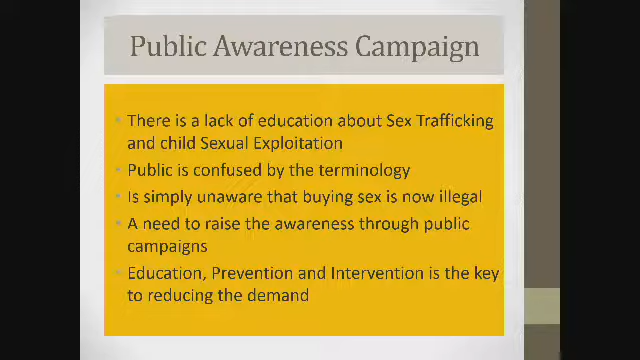 Public Awareness Campaign
There is a lack of education about Sex Trafficking
and child Sexual Exploitation
Public is confused by the terminology
Is simply unaware that buying sex is now illegal
A need to raise the awareness through public
campaigns
Education, Prevention and Intervention is the key
to reducing the demand